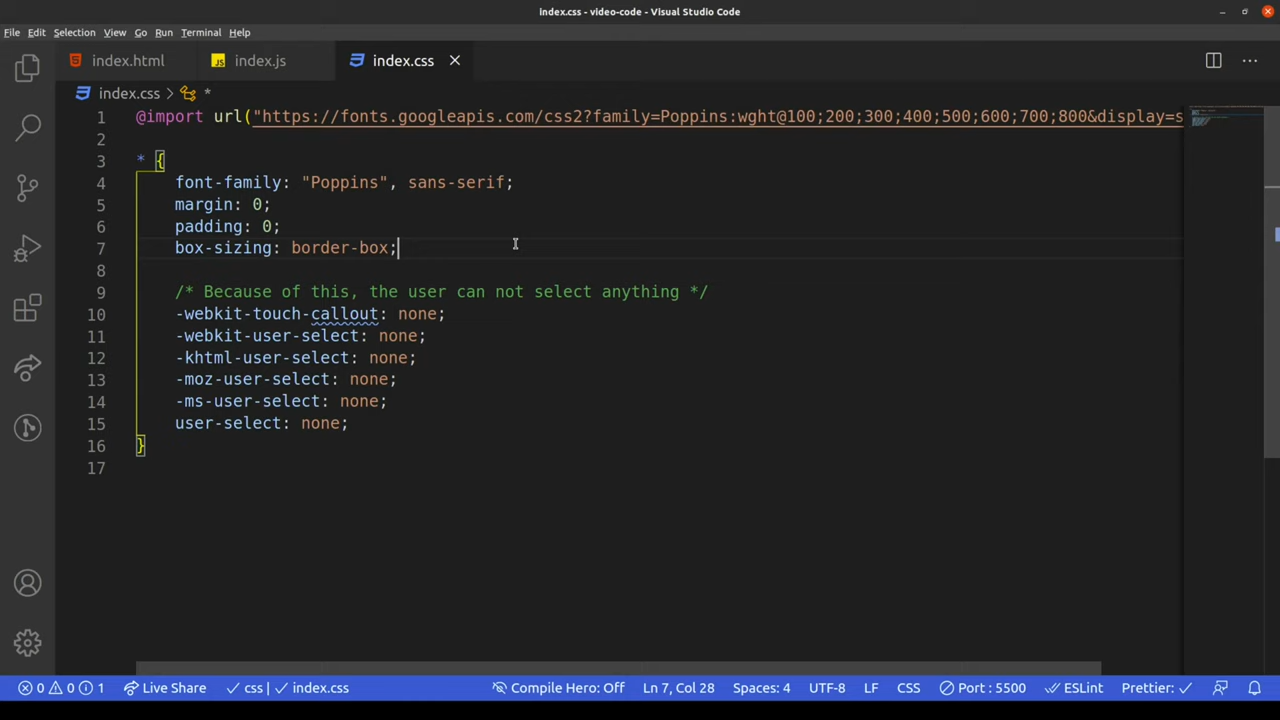 index.css - video-code - Visual Studio Code
File Edit Selection View Go Run Terminal Help
index.html index.js index.css
index.css > *
1 @import url("https://fonts.googleapis.com/css2?family=Poppins:wght@100;200;300;400;500;600;700;800&display=s
2
3 * {
4 font-family: "Poppins", sans-serif;
5 margin: 0;
6 padding: 0;
7 box-sizing: border-box;
8
9 /* Because of this, the user can not select anything */
10 -webkit-touch-callout: none;
11 -webkit-user-select: none;
12 -khtml-user-select: none;
13 -moz-user-select: none;
14 -ms-user-select: none;
15 user-select: none;
16 }
17
0 0 1 Live Share ✓ css | ✓ index.css Compile Hero: Off Ln 7, Col 28 Spaces: 4 UTF-8 LF CSS Port : 5500 ESLint Prettier: ✓